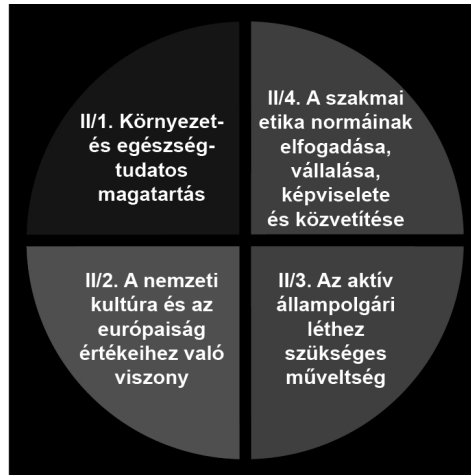 II/1. Környezet-
és egészség-
tudatos
magatartás
II/4. A szakmai
etika normáinak
elfogadása,
vállalása,
képviselete
és közvetítése
II/2. A nemzeti
kultúra és az
európaiság
értékeihez való
viszony
II/3. Az aktív
állampolgári
léthez
szükséges
műveltség